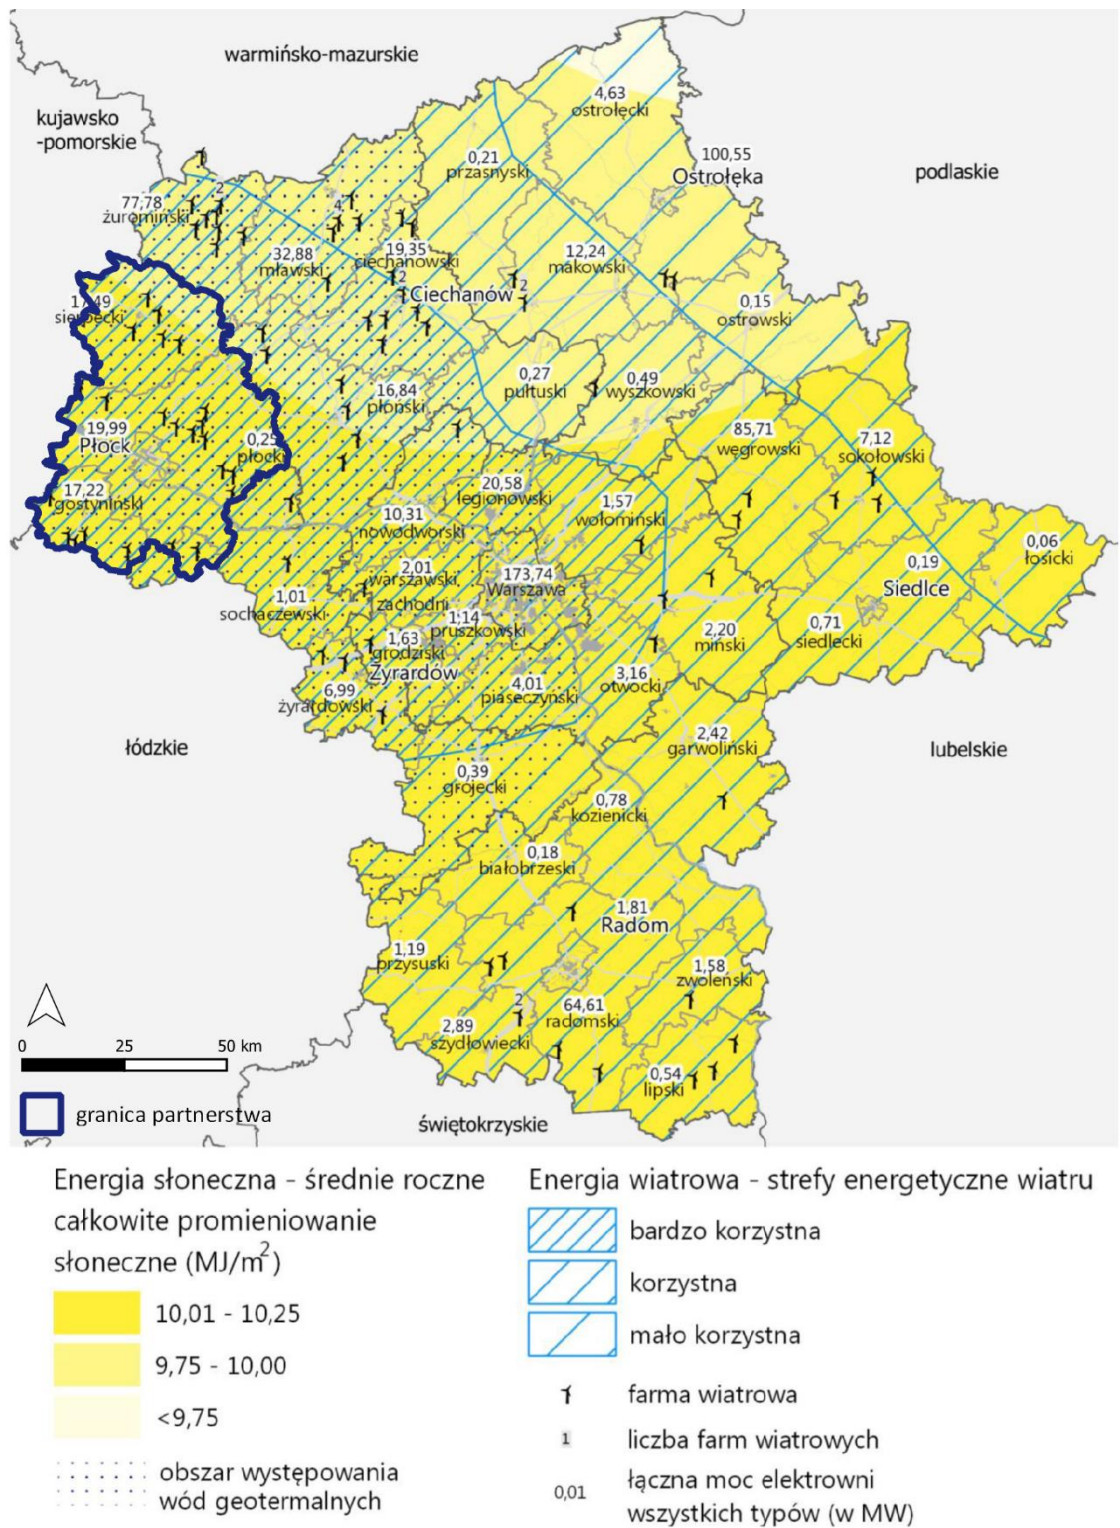 warmińsko-mazurskie
kujawsko
-pomorskie
podlaskie
4,63
ostrołęcki
0,21
przasnyski
100,55
Ostrołęka
2
77,78
żuromiński
4
32,88
mławski
19,35
ciechanowski
2
Ciechanów
2
12,24
makowski
0,15
ostrowski
0,27
pułtuski
0,49
wyszkowski
16,84
płoński
19,99
Płock
0,25
płocki
17,22
gostyniński
85,71
węgrowski
7,12
sokołowski
20,58
legionowski
10,31
nowodworski
1,57
wołomiński
0,06
łosicki
0,19
Siedlce
2,01
warszawski
zachodni
173,74
Warszawa
1,01
sochaczewski
1,14
pruszkowski
1,63
grodziski
Żyrardów
0,71
siedlecki
2,20
miński
3,16
otwocki
4,01
piaseczyński
6,99
żyrardowski
2,42
garwoliński
łódzkie
lubelskie
0,39
grójecki
0,78
kozienicki
0,18
białobrzeski
1,81
Radom
1,19
przysuski
1,58
zwoleński
2
64,61
radomski
2,89
szydłowiecki
0,54
lipski
świętokrzyskie
0 25 50 km
granica partnerstwa
Energia słoneczna - średnie roczne
całkowite promieniowanie
słoneczne (MJ/m²)
10,01 - 10,25
9,75 - 10,00
<9,75
obszar występowania
wód geotermalnych
Energia wiatrowa - strefy energetyczne wiatru
bardzo korzystna
korzystna
mało korzystna
farma wiatrowa
1 liczba farm wiatrowych
0,01 łączna moc elektrowni
wszystkich typów (w MW)